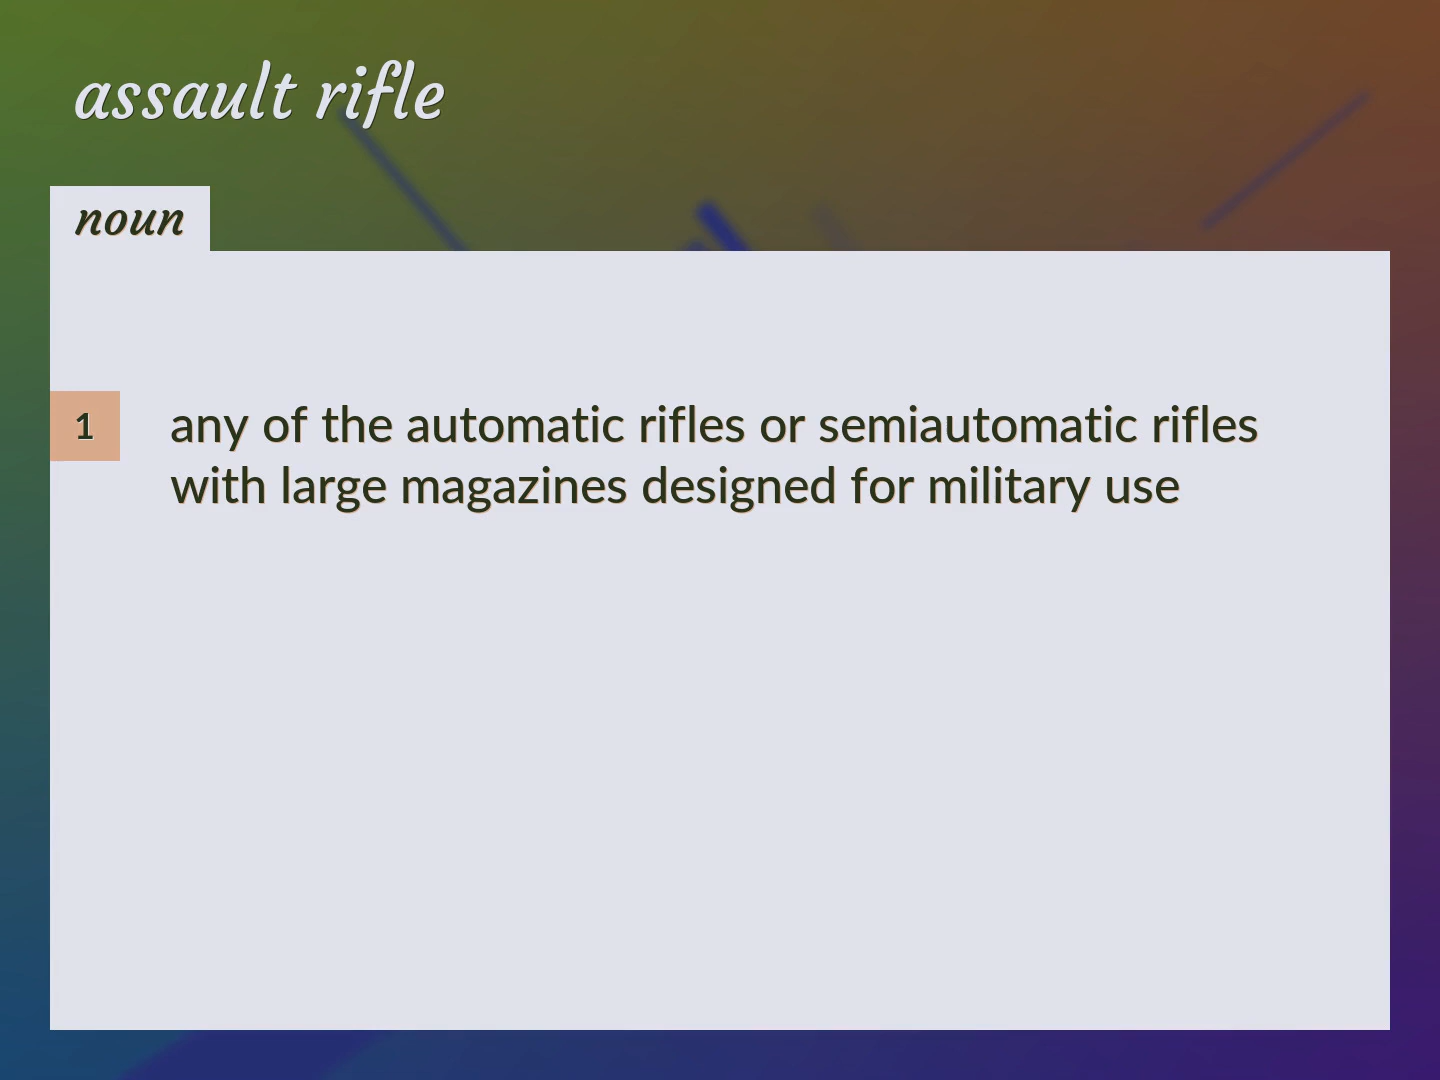 assault rifle
noun
1
any of the automatic rifles or semiautomatic rifles
with large magazines designed for military use